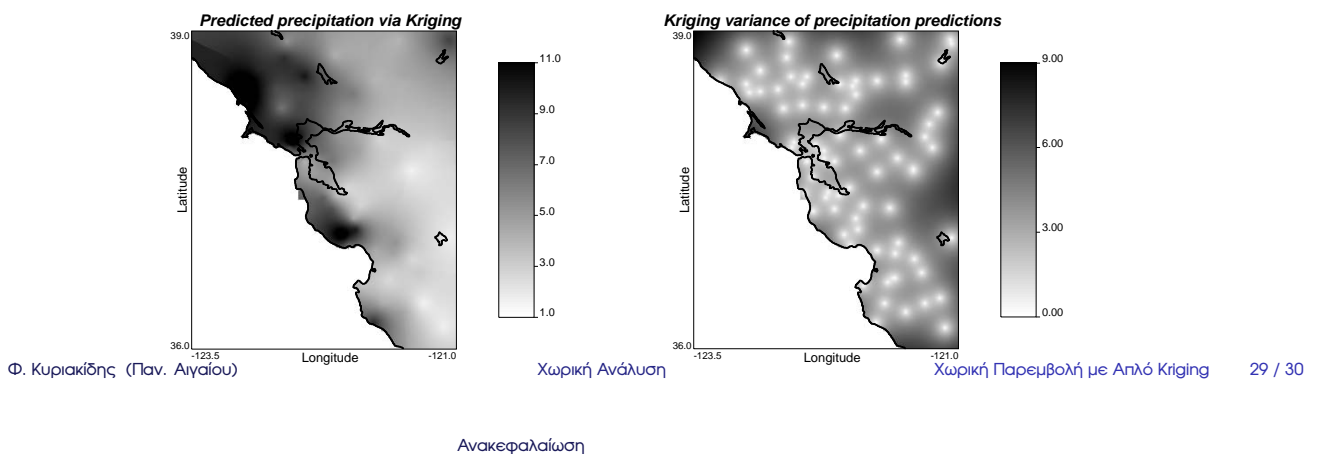 Predicted precipitation via Kriging
39.0
Latitude
36.0
-123.5
Longitude
-121.0
11.0
9.0
7.0
5.0
3.0
1.0
Kriging variance of precipitation predictions
39.0
Latitude
36.0
-123.5
Longitude
-121.0
9.00
6.00
3.00
0.00
Φ. Κυριακίδης (Παν. Αιγαίου) Χωρική Ανάλυση Χωρική Παρεμβολή με Απλό Kriging 29 / 30
Ανακεφαλαίωση